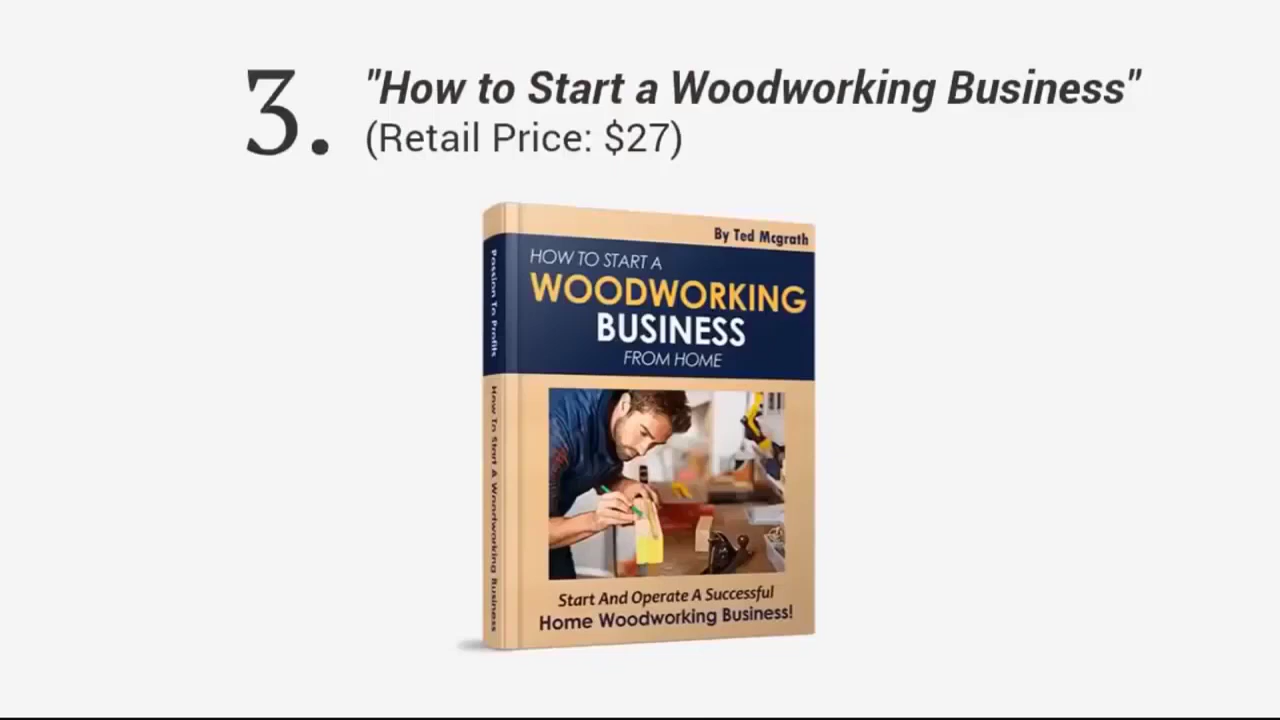 3.
"How to Start a Woodworking Business"
(Retail Price: $27)
By Ted Mcgrath
HOW TO START A
WOODWORKING
BUSINESS
FROM HOME
Start And Operate A Successful
Home Woodworking Business!
Passion To Profits
How To Start A Woodworking Business